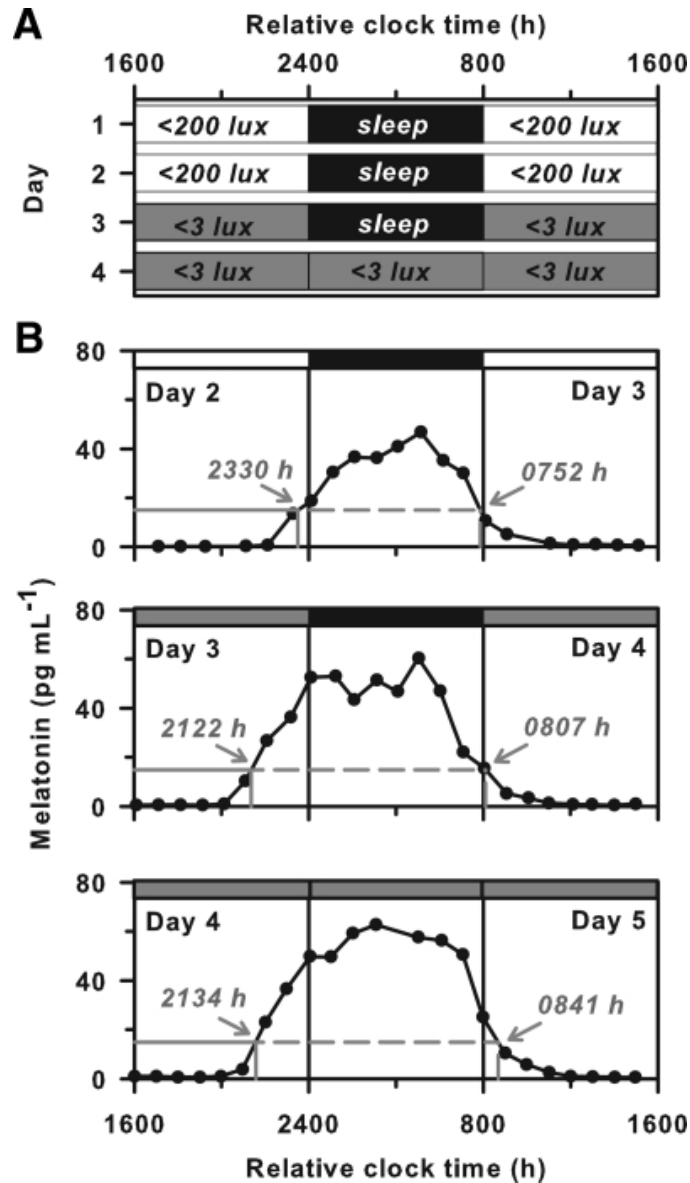 A
Relative clock time (h)
1600 2400 800 1600
Day
1 <200 lux sleep <200 lux
2 <200 lux sleep <200 lux
3 <3 lux sleep <3 lux
4 <3 lux <3 lux <3 lux
B
Melatonin (pg mL-1)
80
Day 2 Day 3
40
2330 h 0752 h
0
80
Day 3 Day 4
40
2122 h 0807 h
0
80
Day 4 Day 5
40
2134 h 0841 h
0
1600 2400 800 1600
Relative clock time (h)